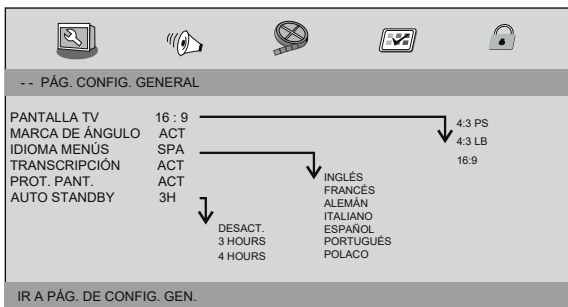 -- PÁG. CONFIG. GENERAL
PANTALLA TV 16 : 9
MARCA DE ÁNGULO ACT
IDIOMA MENÚS SPA
TRANSCRIPCIÓN ACT
PROT. PANT. ACT
AUTO STANDBY 3H
4:3 PS
4:3 LB
16:9
INGLÉS
FRANCÉS
ALEMÁN
ITALIANO
ESPAÑOL
PORTUGUÉS
POLACO
DESACT.
3 HOURS
4 HOURS
IR A PÁG. DE CONFIG. GEN.